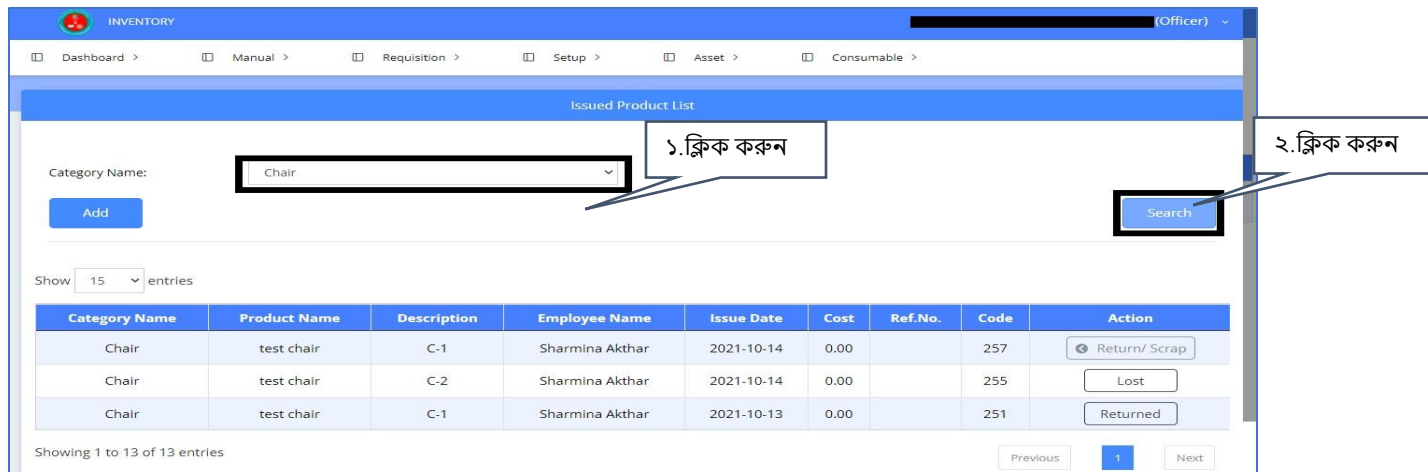 INVENTORY (Officer)
Dashboard > Manual > Requisition > Setup > Asset > Consumable >
Issued Product List
১.ক্লিক করুন
২.ক্লিক করুন
Category Name: Chair
Add Search
Show 15 entries
Category Name Product Name Description Employee Name Issue Date Cost Ref.No. Code Action
Chair test chair C-1 Sharmina Akthar 2021-10-14 0.00 257 Return/ Scrap
Chair test chair C-2 Sharmina Akthar 2021-10-14 0.00 255 Lost
Chair test chair C-1 Sharmina Akthar 2021-10-13 0.00 251 Returned
Showing 1 to 13 of 13 entries Previous 1 Next